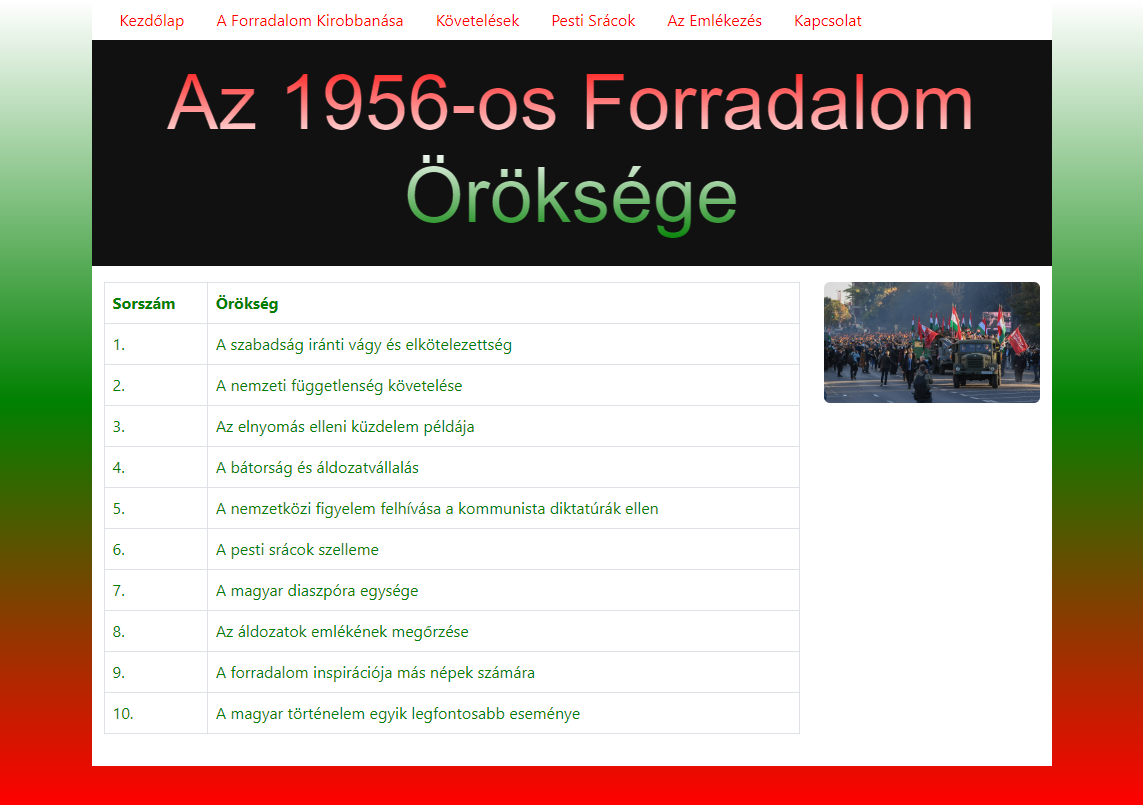 Kezdőlap A Forradalom Kirobbanása Követelések Pesti Srácok Az Emlékezés Kapcsolat
Az 1956-os Forradalom
Öröksége
Sorszám Örökség
1. A szabadság iránti vágy és elkötelezettség
2. A nemzeti függetlenség követelése
3. Az elnyomás elleni küzdelem példája
4. A bátorság és áldozatvállalás
5. A nemzetközi figyelem felhívása a kommunista diktatúrák ellen
6. A pesti srácok szelleme
7. A magyar diaszpóra egysége
8. Az áldozatok emlékének megőrzése
9. A forradalom inspirációja más népek számára
10. A magyar történelem egyik legfontosabb eseménye